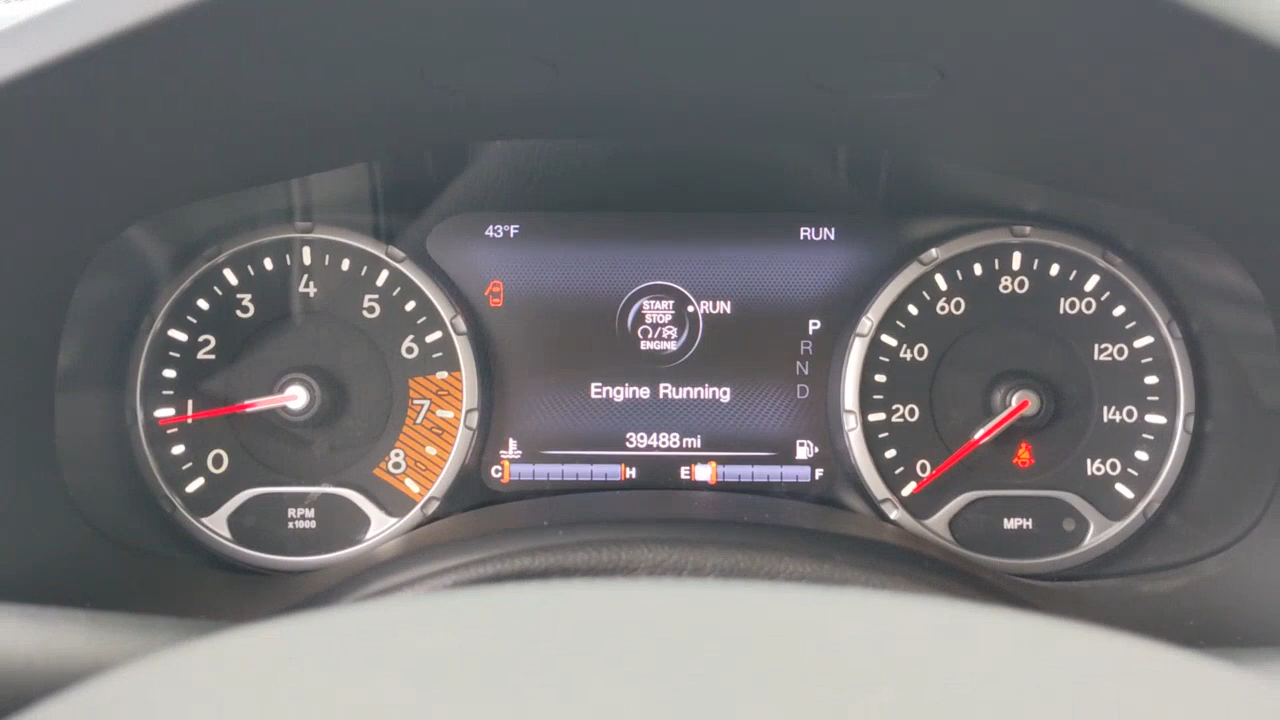 43°F
RUN
START
STOP
ENGINE
RUN
P
R
N
D
Engine Running
39488 mi
C H
E F
0
1
2
3
4
5
6
7
8
RPM
x1000
0
20
40
60
80
100
120
140
160
MPH